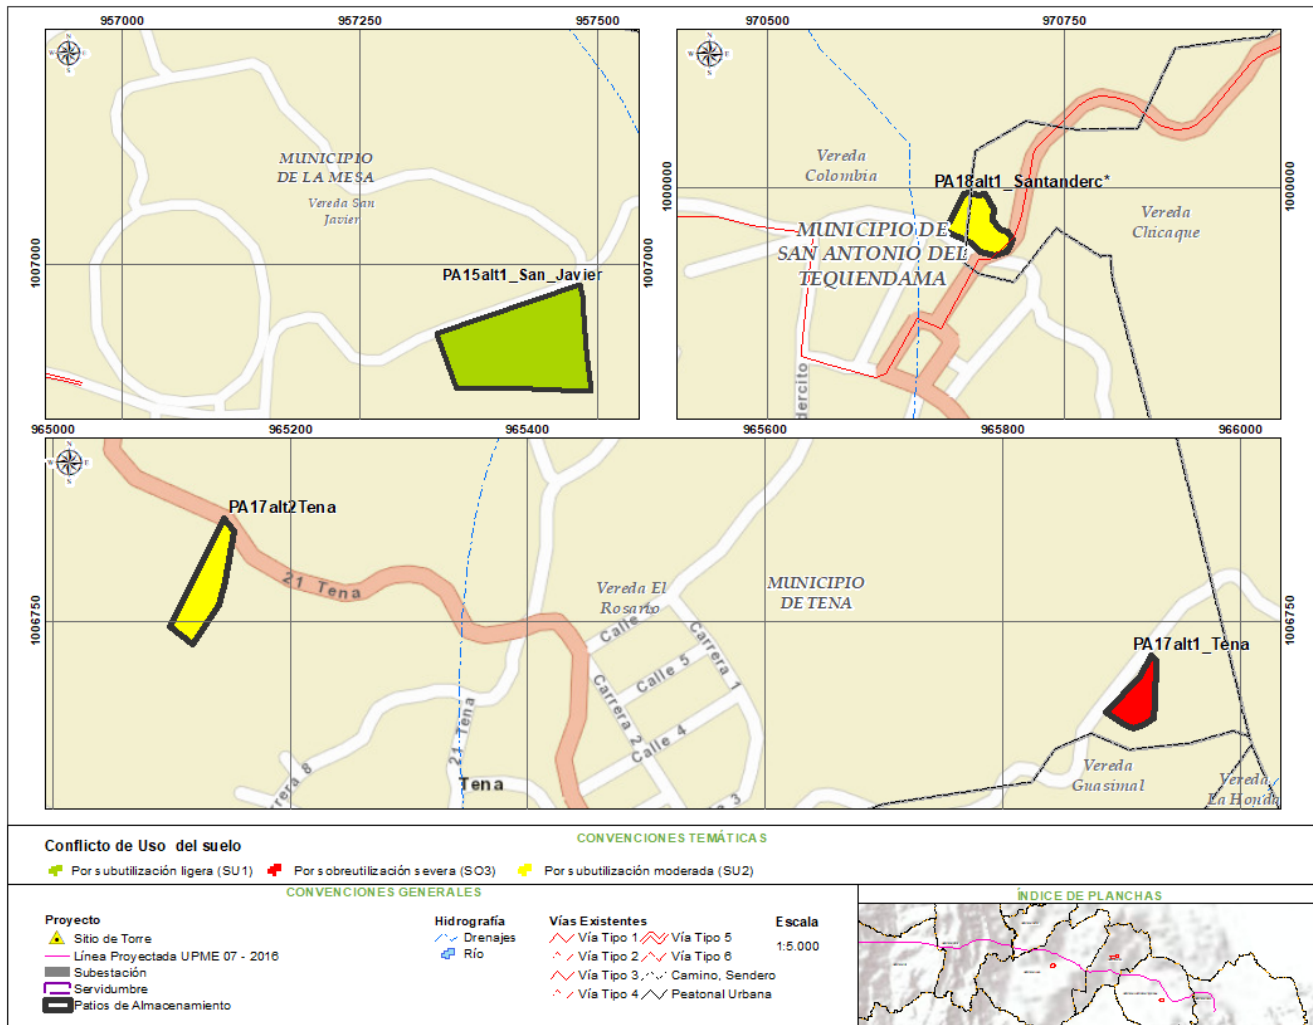 957000
957250
957500
970500
970750
MUNICIPIO
DE LA MESA
Vereda San
Javier
PA15alt1_San_Javier
1007000
1007000
Vereda
Colombia
PA18alt1_Santanderc*
Vereda
Chicaque
MUNICIPIO DE
SAN ANTONIO DEL
TEQUENDAMA
dercito
1000000
1000000
965000
965200
965400
965600
965800
966000
PA17alt2Tena
21 Tena
Vereda El
Rosario
MUNICIPIO
DE TENA
Calle 7
Calle 5
Carrera 1
Carrera 2
Calle 4
21 Tena
rrera 8
Tena
rera 3
PA17alt1_Tena
Vereda
Guasimal
Vereda
La Honda
1006750
1006750
CONVENCIONES TEMÁTICAS
Conflicto de Uso del suelo
Por subutilización ligera (SU1)
Por sobreutilización severa (SO3)
Por subutilización moderada (SU2)
CONVENCIONES GENERALES
Proyecto
Sitio de Torre
Línea Proyectada UPME 07 - 2016
Subestación
Servidumbre
Patios de Almacenamiento
Hidrografía
Drenajes
Río
Vías Existentes
Vía Tipo 1
Vía Tipo 2
Vía Tipo 3
Vía Tipo 4
Vía Tipo 5
Vía Tipo 6
Camino, Sendero
Peatonal Urbana
Escala
1:5.000
ÍNDICE DE PLANCHAS